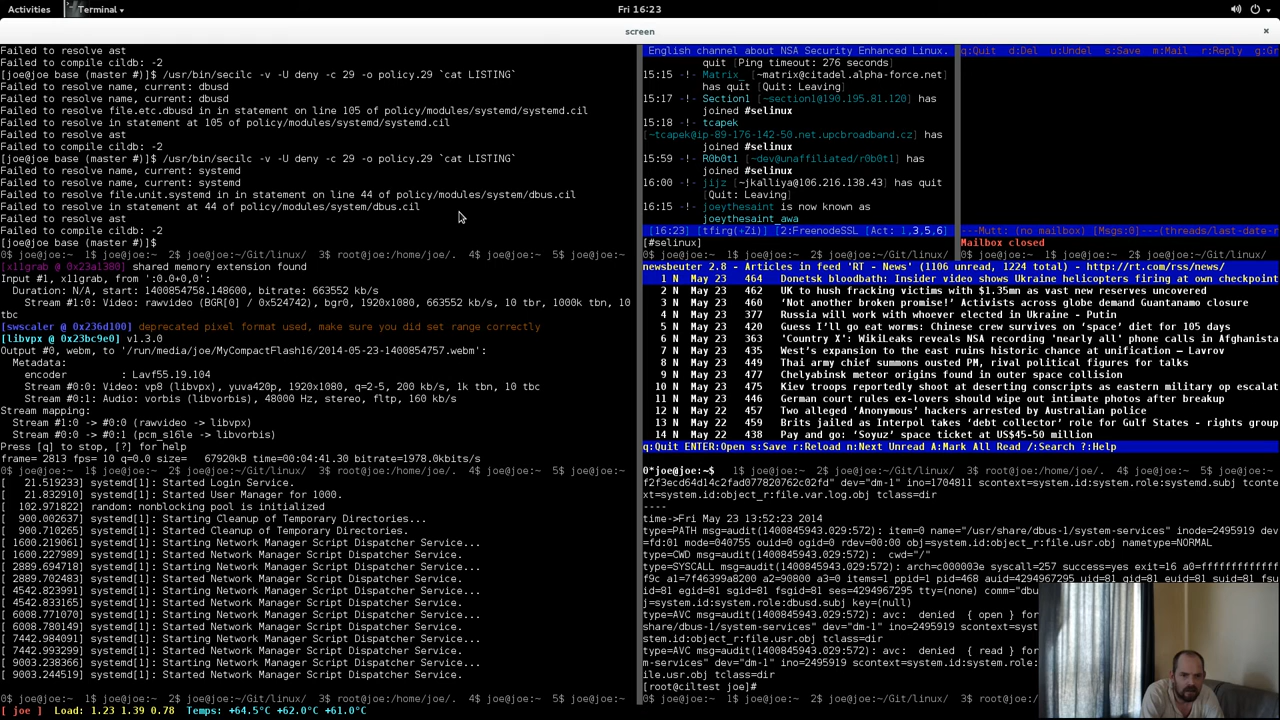 Activities
Terminal
Fri 16:23
screen
Failed to resolve ast
Failed to compile cildb: -2
[joe@joe base (master #)]$ /usr/bin/secilc -v -U deny -c 29 -o policy.29 `cat LISTING`
Failed to resolve name, current: dbusd
Failed to resolve name, current: dbusd
Failed to resolve file.etc.dbusd in in statement on line 105 of policy/modules/systemd/systemd.cil
Failed to resolve in statement at 105 of policy/modules/systemd/systemd.cil
Failed to resolve ast
Failed to compile cildb: -2
[joe@joe base (master #)]$ /usr/bin/secilc -v -U deny -c 29 -o policy.29 `cat LISTING`
Failed to resolve name, current: systemd
Failed to resolve name, current: systemd
Failed to resolve file.unit.systemd in in statement on line 44 of policy/modules/system/dbus.cil
Failed to resolve in statement at 44 of policy/modules/system/dbus.cil
Failed to resolve ast
Failed to compile cildb: -2
[joe@joe base (master #)]$
0$ joe@joe:~  1$ joe@joe:~  2$ joe@joe:~/Git/linux/  3$ root@joe:/home/joe/.  4$ joe@joe:~  5$ joe@joe:~
[x11grab @ 0x23a1380] shared memory extension found
Input #1, x11grab, from ':0.0+0,0':
Duration: N/A, start: 1400854758.148600, bitrate: 663552 kb/s
Stream #1:0: Video: rawvideo (BGR[0] / 0x524742), bgr0, 1920x1080, 663552 kb/s, 10 tbr, 1000k tbn, 10
tbc
[swscaler @ 0x236d100] deprecated pixel format used, make sure you did set range correctly
[libvpx @ 0x23bc9e0] v1.3.0
Output #0, webm, to '/run/media/joe/MyCompactFlash16/2014-05-23-1400854757.webm':
Metadata:
encoder : Lavf55.19.104
Stream #0:0: Video: vp8 (libvpx), yuva420p, 1920x1080, q=2-5, 200 kb/s, 1k tbn, 10 tbc
Stream #0:1: Audio: vorbis (libvorbis), 48000 Hz, stereo, fltp, 160 kb/s
Stream mapping:
Stream #1:0 -> #0:0 (rawvideo -> libvpx)
Stream #0:0 -> #0:1 (pcm_s16le -> libvorbis)
Press [q] to stop, [?] for help
frame= 2813 fps= 10 q=0.0 size= 67920kB time=00:04:41.30 bitrate=1978.0kbits/s
0$ joe@joe:~  1$ joe@joe:~  2$ joe@joe:~/Git/linux/  3$ root@joe:/home/joe/.  4$ joe@joe:~  5$ joe@joe:~
[ 21.519233] systemd[1]: Started Login Service.
[ 21.832910] systemd[1]: Started User Manager for 1000.
[ 102.971822] random: nonblocking pool is initialized
[ 900.002637] systemd[1]: Starting Cleanup of Temporary Directories...
[ 900.710265] systemd[1]: Started Cleanup of Temporary Directories.
[ 1600.219061] systemd[1]: Starting Network Manager Script Dispatcher Service...
[ 1600.227989] systemd[1]: Started Network Manager Script Dispatcher Service.
[ 2889.694718] systemd[1]: Starting Network Manager Script Dispatcher Service...
[ 2889.702483] systemd[1]: Started Network Manager Script Dispatcher Service.
[ 4542.823991] systemd[1]: Starting Network Manager Script Dispatcher Service...
[ 4542.833165] systemd[1]: Started Network Manager Script Dispatcher Service.
[ 6008.771070] systemd[1]: Starting Network Manager Script Dispatcher Service...
[ 6008.780149] systemd[1]: Started Network Manager Script Dispatcher Service.
[ 7442.984091] systemd[1]: Starting Network Manager Script Dispatcher Service...
[ 7442.993299] systemd[1]: Started Network Manager Script Dispatcher Service.
[ 9003.238366] systemd[1]: Starting Network Manager Script Dispatcher Service...
[ 9003.244519] systemd[1]: Started Network Manager Script Dispatcher Service.
0$ joe@joe:~  1$ joe@joe:~  2$ joe@joe:~/Git/linux/  3$ root@joe:/home/joe/.  4$ joe@joe:~  5$ joe@joe:~
[ joe ] Load: 1.23 1.39 0.78 Temps: +64.5°C +62.0°C +61.0°C
English channel about NSA Security Enhanced Linux.
quit [Ping timeout: 276 seconds]
15:15 -!- Matrix_ [~matrix@citadel.alpha-force.net]
has quit [Quit: Leaving]
15:17 -!- Section1 [~section1@190.195.81.120] has
joined #selinux
15:18 -!- tcapek
[~tcapek@ip-89-176-142-50.net.upcbroadband.cz] has
joined #selinux
15:59 -!- R0b0t1 [~dev@unaffiliated/r0b0t1] has
joined #selinux
16:00 -!- jijz [~jkalliya@106.216.138.43] has quit
[Quit: Leaving]
16:15 -!- joeythesaint is now known as
joeythesaint_awa
[16:23] [tfirg(+Zi)] [2:FreenodeSSL [Act: 1,3,5,6]
[#selinux]
0$ joe@joe:~  1$ joe@joe:~  2$ joe@joe:~/Git/linux/
q:Quit d:Del u:Undel s:Save m:Mail r:Reply g:Gr
---Mutt: (no mailbox) [Msgs:0]---(threads/last-date-r
Mailbox closed
0$ joe@joe:~  1$ joe@joe:~  2$ joe@joe:~/Git/linux/
newsbeuter 2.8 - Articles in feed 'RT - News' (1106 unread, 1224 total) - http://rt.com/rss/news/
1 N May 23 464 Donetsk bloodbath: Insider video shows Ukraine helicopters firing at own checkpoint
2 N May 23 462 UK to hush fracking victims with $1.35mn as vast new reserves uncovered
3 N May 23 460 'Not another broken promise!' Activists across globe demand Guantanamo closure
4 N May 23 377 Russia will work with whoever elected in Ukraine - Putin
5 N May 23 420 Guess I'll go eat worms: Chinese crew survives on 'space' diet for 105 days
6 N May 23 363 'Country X': WikiLeaks reveals NSA recording 'nearly all' phone calls in Afghanista
7 N May 23 435 West's expansion to the east ruins historic chance at unification – Lavrov
8 N May 23 449 Thai army chief summons ousted PM, rival political figures for talks
9 N May 23 477 Chelyabinsk meteor origins found in outer space collision
10 N May 23 475 Kiev troops reportedly shoot at deserting conscripts as eastern military op escalat
11 N May 23 446 German court rules ex-lovers should wipe out intimate photos after breakup
12 N May 22 457 Two alleged 'Anonymous' hackers arrested by Australian police
13 N May 22 459 Brits jailed as Interpol takes 'debt collector' role for Gulf States - rights group
14 N May 22 438 Pay and go: 'Soyuz' space ticket at US$45-50 million
q:Quit ENTER:Open s:Save r:Reload n:Next Unread A:Mark All Read /:Search ?:Help
0*joe@joe:~$  1$ joe@joe:~  2$ joe@joe:~/Git/linux/  3$ root@joe:/home/joe/.  4$ joe@joe:~  5$ joe@joe:~
f2f3ecd64d14c2fad077820762c02fd" dev="dm-1" ino=1704811 scontext=system.id:system.role:systemd.subj tconte
ext=system.id:object_r:file.var.log.obj tclass=dir
----
time->Fri May 23 13:52:23 2014
type=PATH msg=audit(1400845943.029:572): item=0 name="/usr/share/dbus-1/system-services" inode=2495919 dev
=fd:01 mode=040755 ouid=0 ogid=0 rdev=00:00 obj=system.id:object_r:file.usr.obj nametype=NORMAL
type=CWD msg=audit(1400845943.029:572): cwd="/"
type=SYSCALL msg=audit(1400845943.029:572): arch=c000003e syscall=257 success=yes exit=16 a0=ffffffffffffff
f9c a1=7f46399a8200 a2=90800 a3=0 items=1 ppid=1 pid=468 auid=4294967295 uid=81 gid=81 euid=81 suid=81 fsu
id=81 egid=81 sgid=81 fsgid=81 ses=4294967295 tty=(none) comm="dbu
j=system.id:system.role:dbusd.subj key=(null)
type=AVC msg=audit(1400845943.029:572): avc: denied { open } for
share/dbus-1/system-services" dev="dm-1" ino=2495919 scontext=syst
stem.id:object_r:file.usr.obj tclass=dir
type=AVC msg=audit(1400845943.029:572): avc: denied { read } for
m-services" dev="dm-1" ino=2495919 scontext=system.id:system.role:
ile.usr.obj tclass=dir
[root@ciltest joe]#
0$ joe@joe:~  1$ joe@joe:~  2$ joe@joe:~/Git/linux/  3$ root